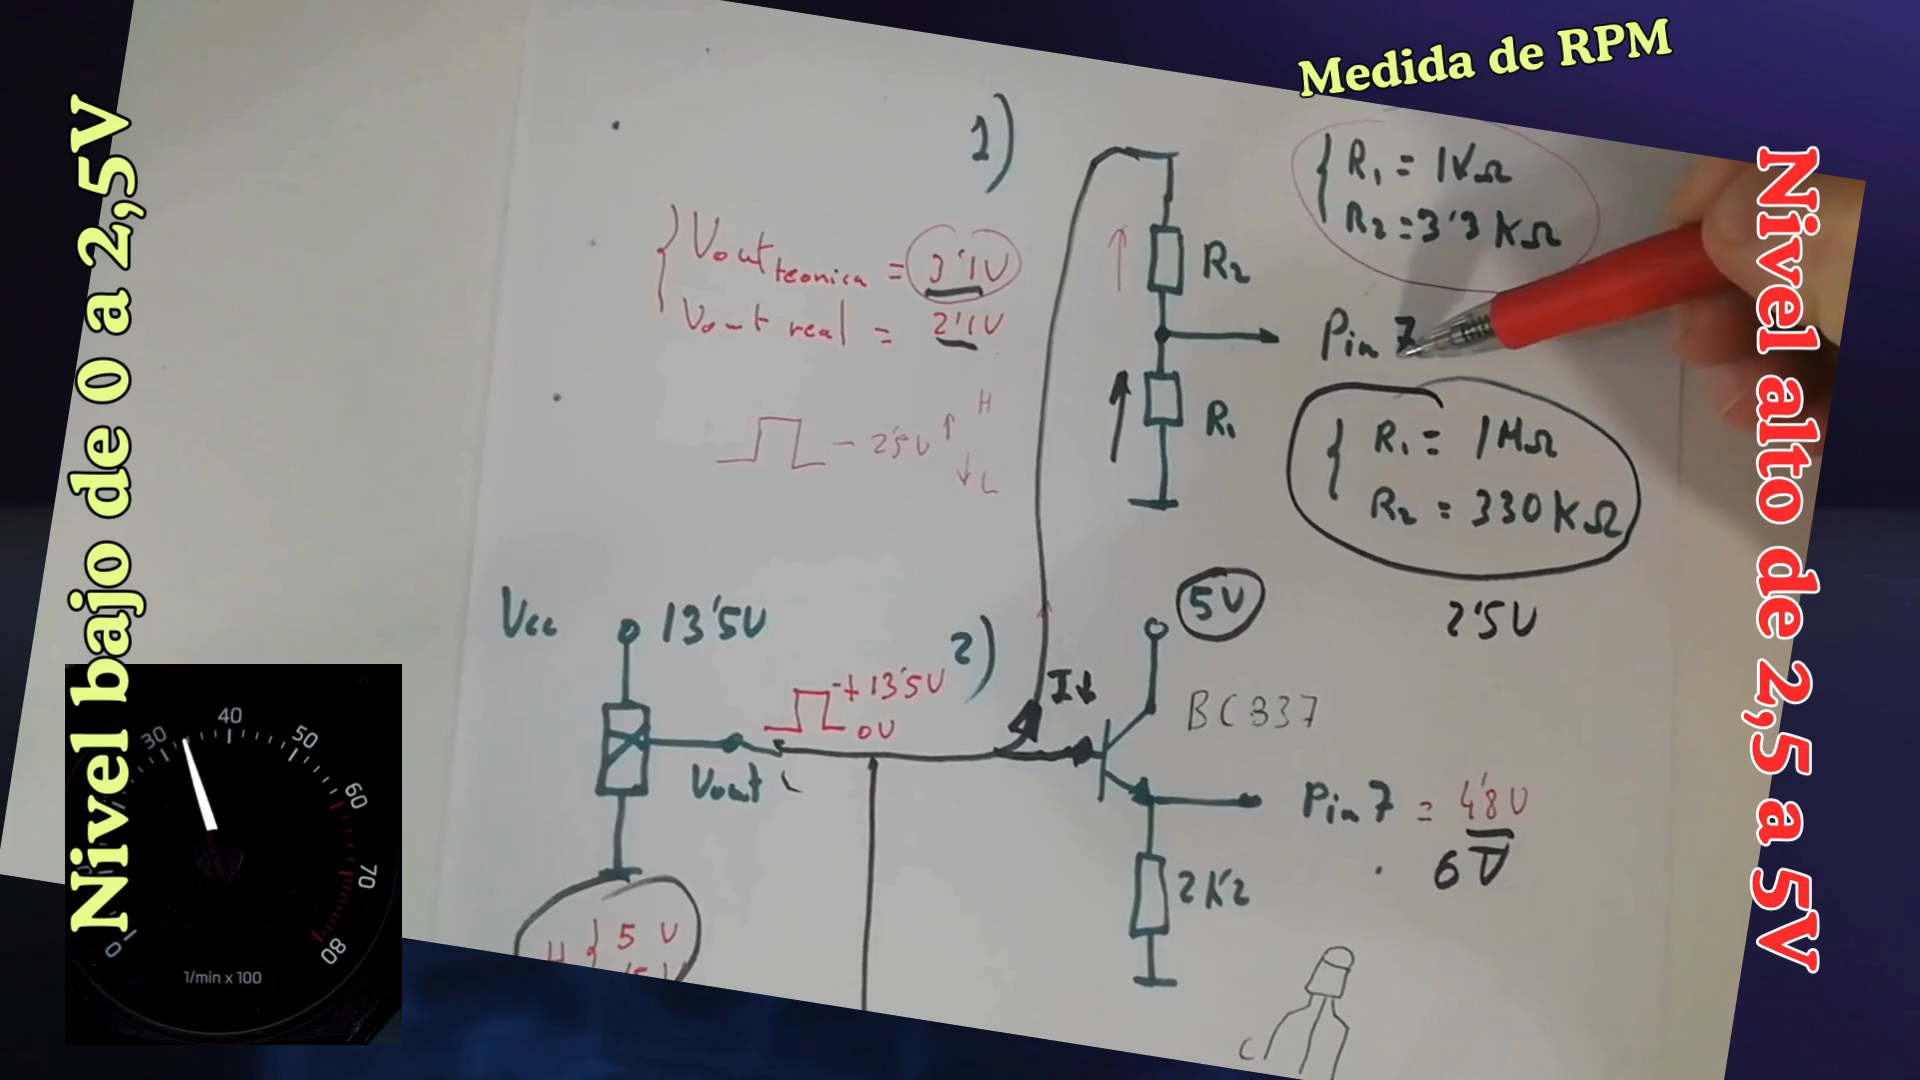 Medida de RPM
Nivel bajo de 0 a 2,5V
Nivel alto de 2,5 a 5V
1)
R₁ = 1KΩ
R₂ = 3'3 KΩ
Vout teorica = 3'1V
Vout real = 2'1V
R₂
Pin 7
R₁
H
- 2'5V
L
R₁ = 1MΩ
R₂ = 330KΩ
2'5V
Vcc
13'5V
2)
5V
+13'5V
0V
I↓
BC337
Vout
Pin 7 = 4'8V
6V
2K2
H { 5 V
C
0
30
40
50
60
70
80
1/min x 100